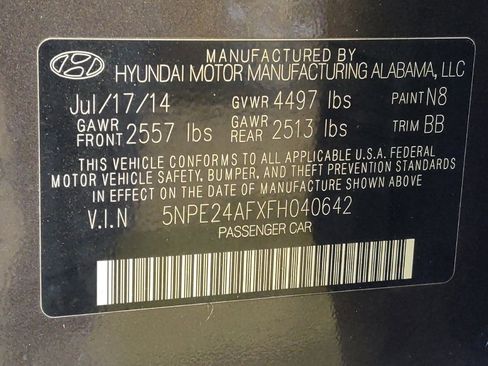 MANUFACTURED BY
HYUNDAI MOTOR MANUFACTURING ALABAMA, LLC
Jul/17/14 GVWR 4497 lbs PAINT N8
GAWR FRONT 2557 lbs GAWR REAR 2513 lbs TRIM BB
THIS VEHICLE CONFORMS TO ALL APPLICABLE U.S.A. FEDERAL
MOTOR VEHICLE SAFETY, BUMPER, AND THEFT PREVENTION STANDARDS
IN EFFECT ON THE DATE OF MANUFACTURE SHOWN ABOVE.
V.I.N 5NPE24AFXFH040642
PASSENGER CAR